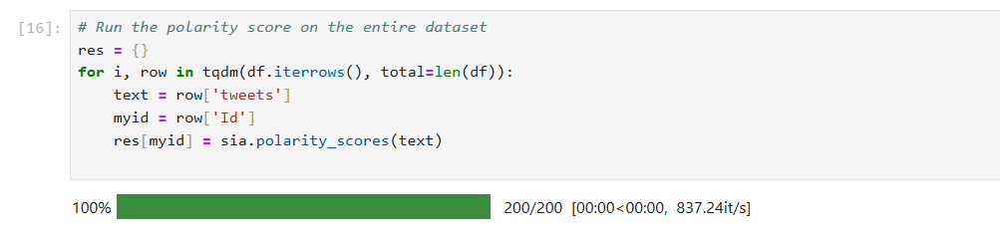 [16]: # Run the polarity score on the entire dataset
res = {}
for i, row in tqdm(df.iterrows(), total=len(df)):
    text = row['tweets']
    myid = row['Id']
    res[myid] = sia.polarity_scores(text)
100% 200/200 [00:00<00:00, 837.24it/s]